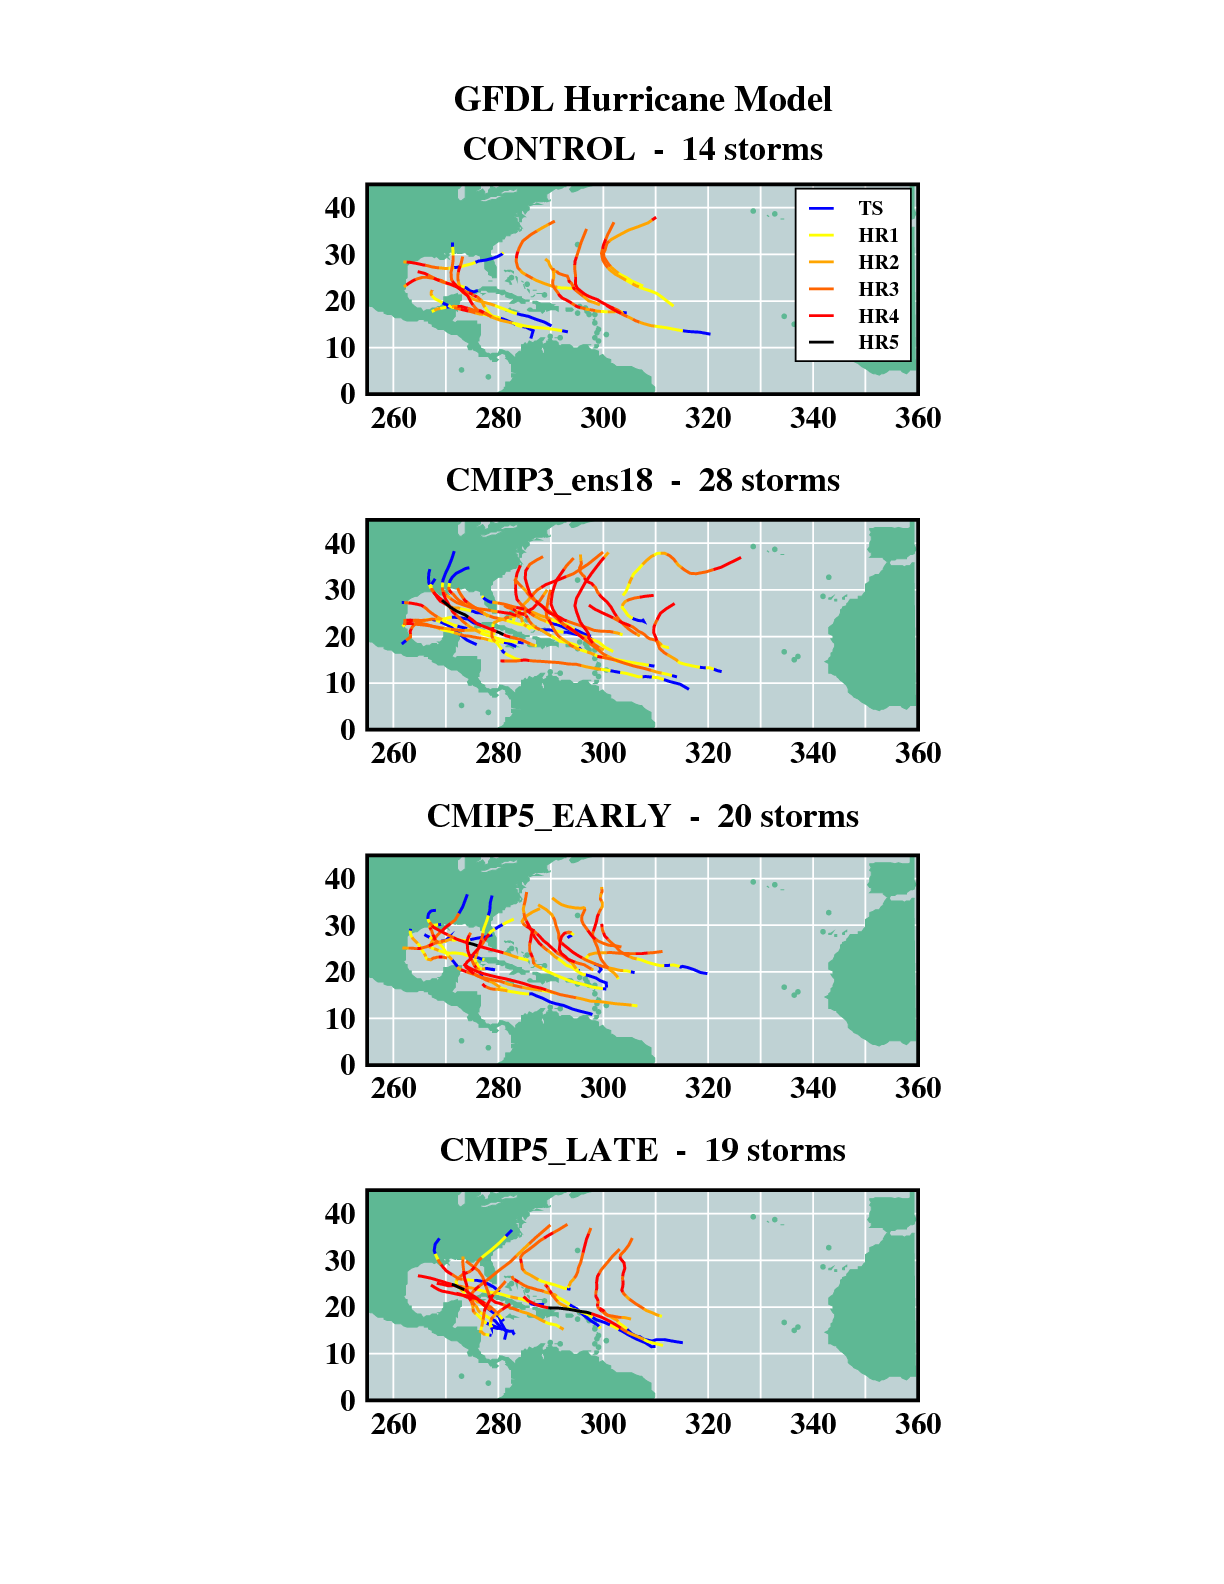 GFDL Hurricane Model
CONTROL - 14 storms
40
30
20
10
0
260 280 300 320 340 360
TS
HR1
HR2
HR3
HR4
HR5
CMIP3_ens18 - 28 storms
40
30
20
10
0
260 280 300 320 340 360
CMIP5_EARLY - 20 storms
40
30
20
10
0
260 280 300 320 340 360
CMIP5_LATE - 19 storms
40
30
20
10
0
260 280 300 320 340 360